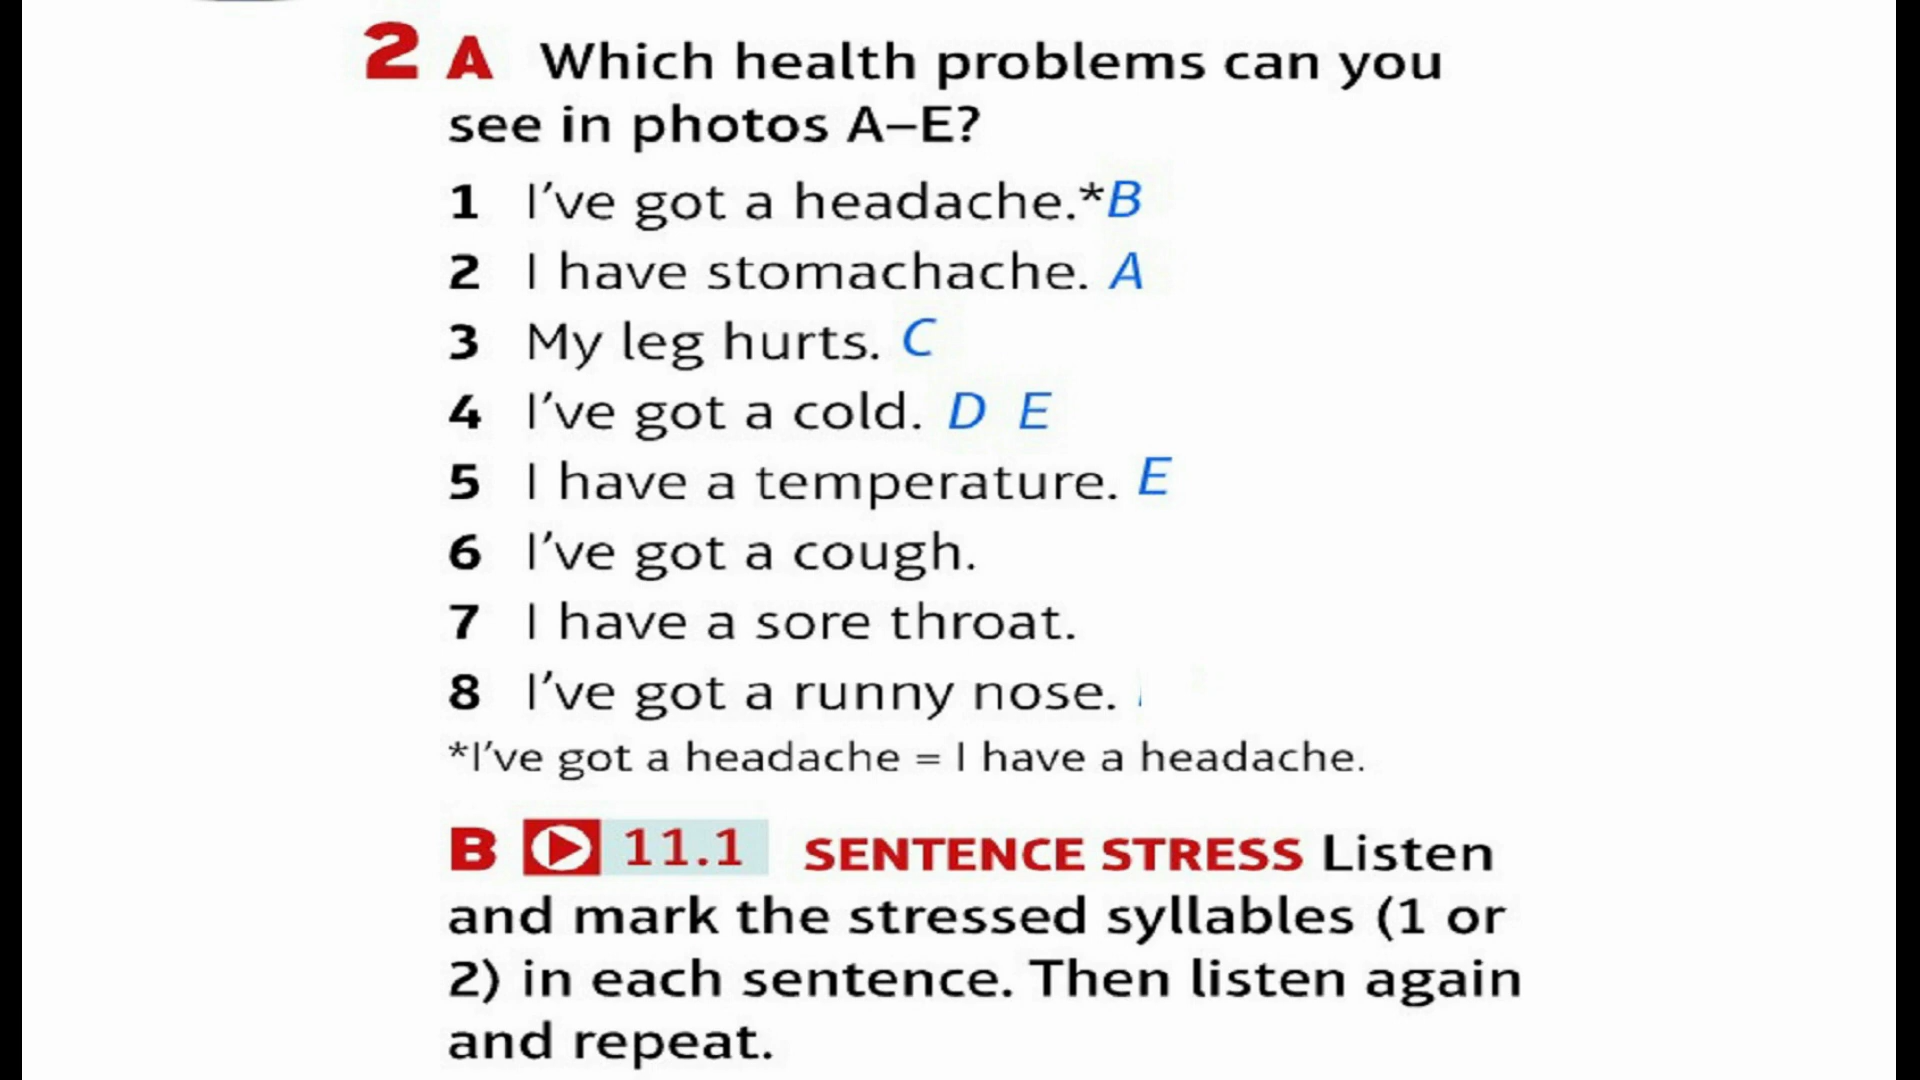 2 A Which health problems can you
see in photos A–E?
1 I've got a headache.* B
2 I have stomachache. A
3 My leg hurts. C
4 I've got a cold. D E
5 I have a temperature. E
6 I've got a cough.
7 I have a sore throat.
8 I've got a runny nose.
*I've got a headache = I have a headache.
B 11.1 SENTENCE STRESS Listen
and mark the stressed syllables (1 or
2) in each sentence. Then listen again
and repeat.